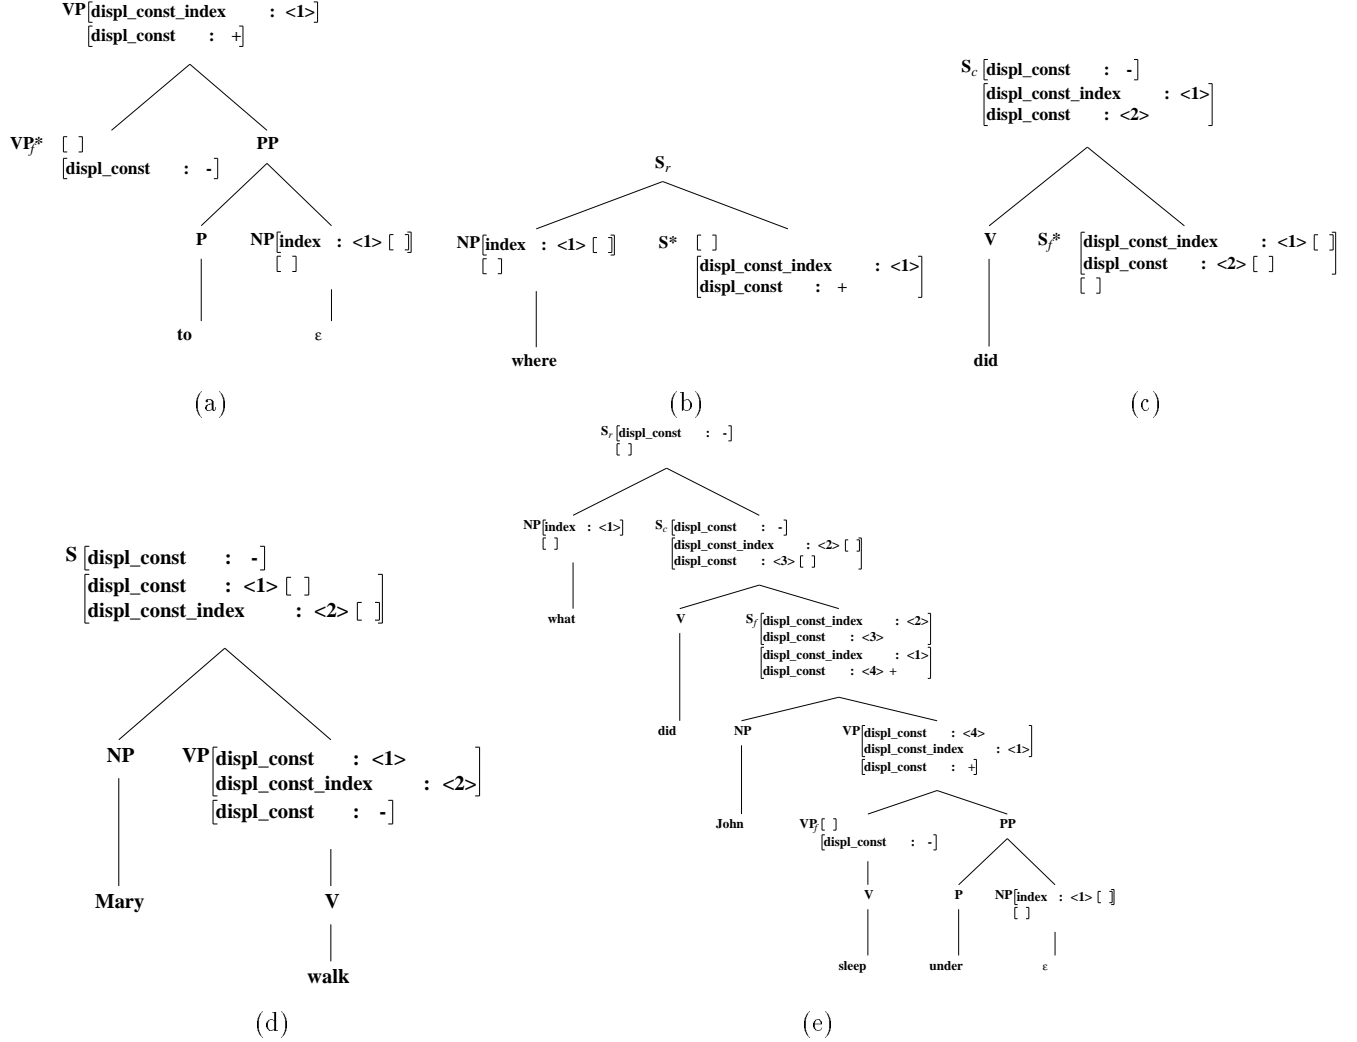 VP [displ_const_index : <1>]
[displ_const : +]
VP_f* [ ]
[displ_const : -]
PP
P
NP [index : <1> [ ]]
[ ]
to
ε
(a)
S_r
NP [index : <1> [ ]]
[ ]
S* [ ]
[displ_const_index : <1>
displ_const : +]
where
(b)
S_c [displ_const : -]
[displ_const_index : <1>
displ_const : <2>]
V
S_f* [displ_const_index : <1> [ ]
displ_const : <2> [ ]]
[ ]
did
(c)
S [displ_const : -]
[displ_const : <1> [ ]
displ_const_index : <2> [ ]]
NP
VP [displ_const : <1>
displ_const_index : <2>]
[displ_const : -]
Mary
V
walk
(d)
S_r [displ_const : -]
[ ]
NP [index : <1>]
[ ]
S_c [displ_const : -]
[displ_const_index : <2> [ ]
displ_const : <3> [ ]]
what
V
S_f [displ_const_index : <2>
displ_const : <3>]
[displ_const_index : <1>
displ_const : <4> +]
did
NP
VP [displ_const : <4>
displ_const_index : <1>]
[displ_const : +]
John
VP_f [ ]
[displ_const : -]
PP
V
P
NP [index : <1> [ ]]
[ ]
sleep
under
ε
(e)